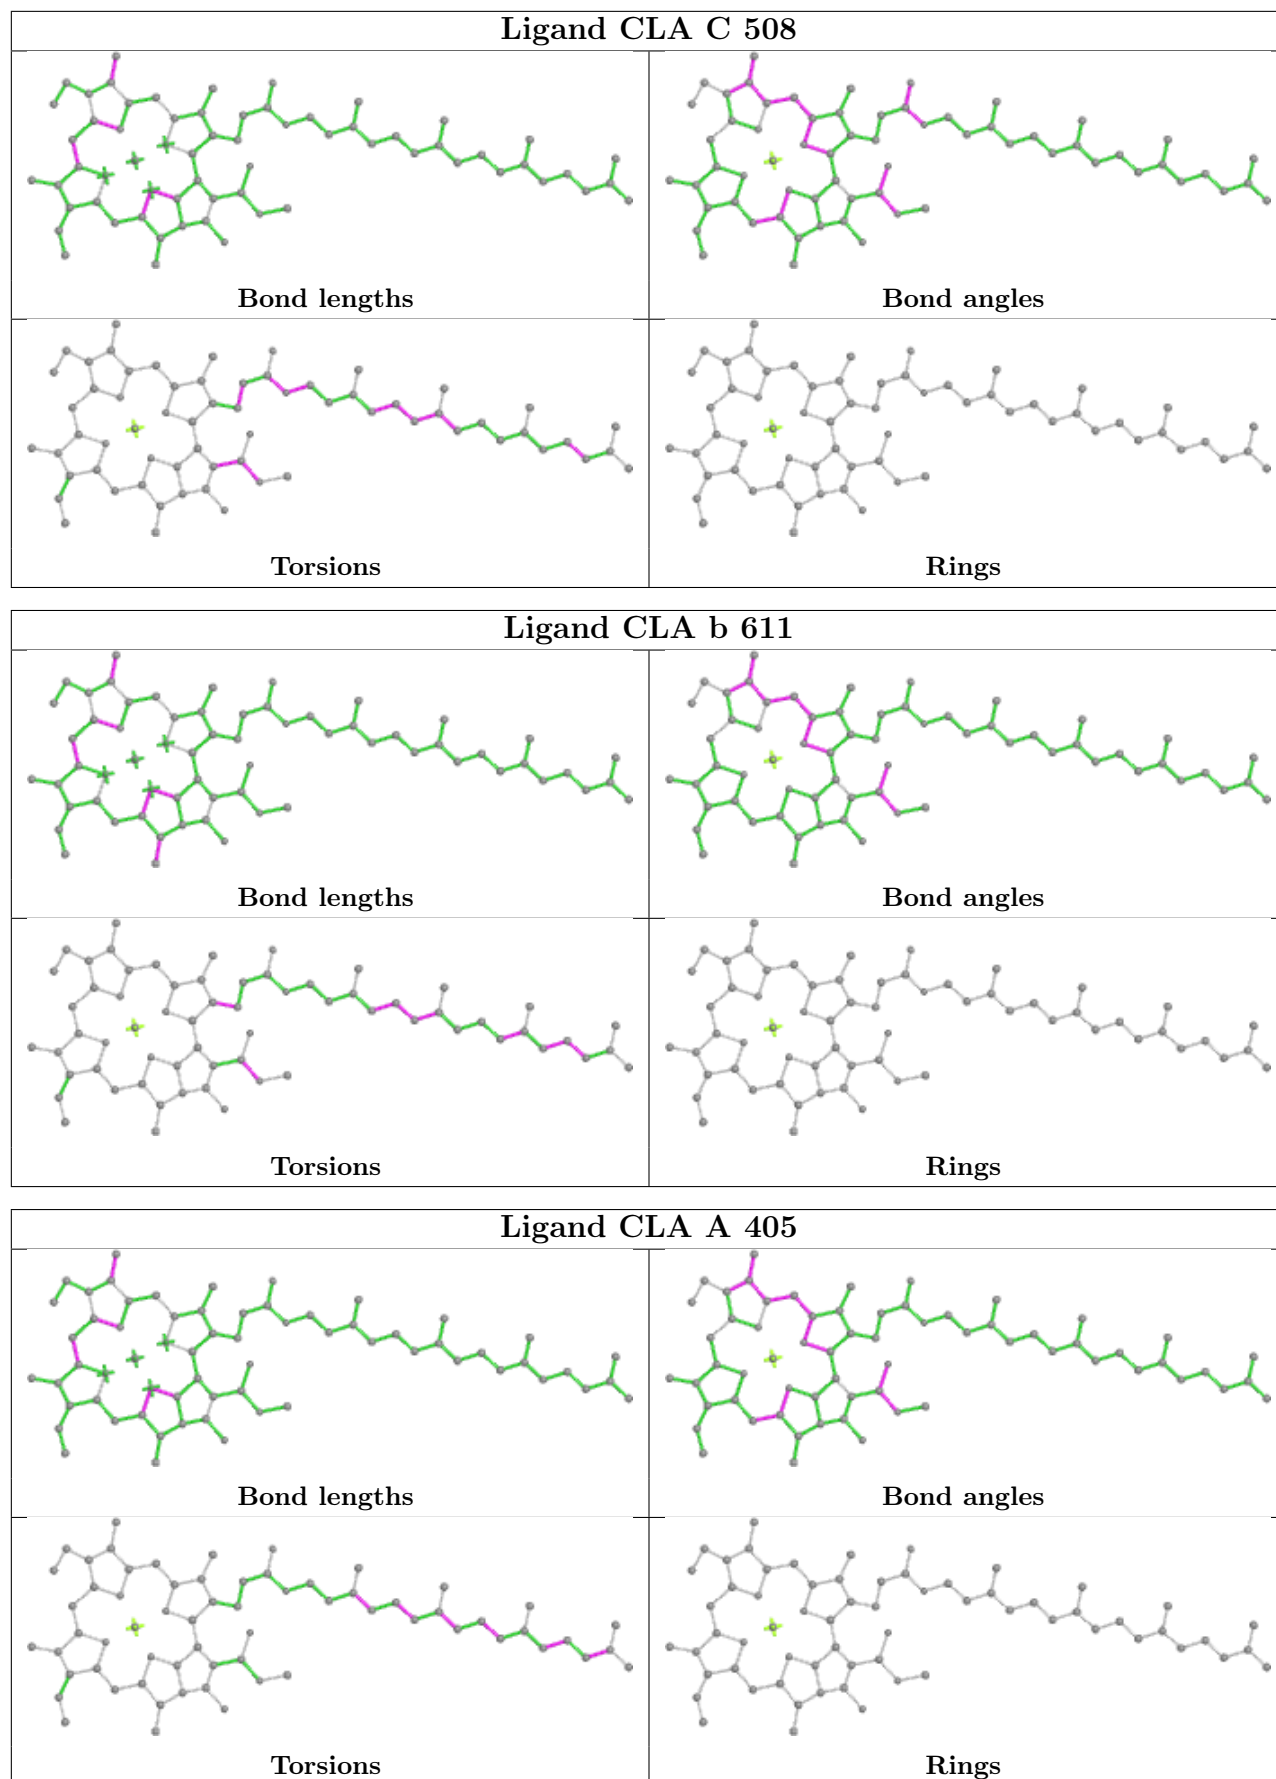 Ligand CLA C 508
Bond lengths
Bond angles
Torsions
Rings
Ligand CLA b 611
Bond lengths
Bond angles
Torsions
Rings
Ligand CLA A 405
Bond lengths
Bond angles
Torsions
Rings